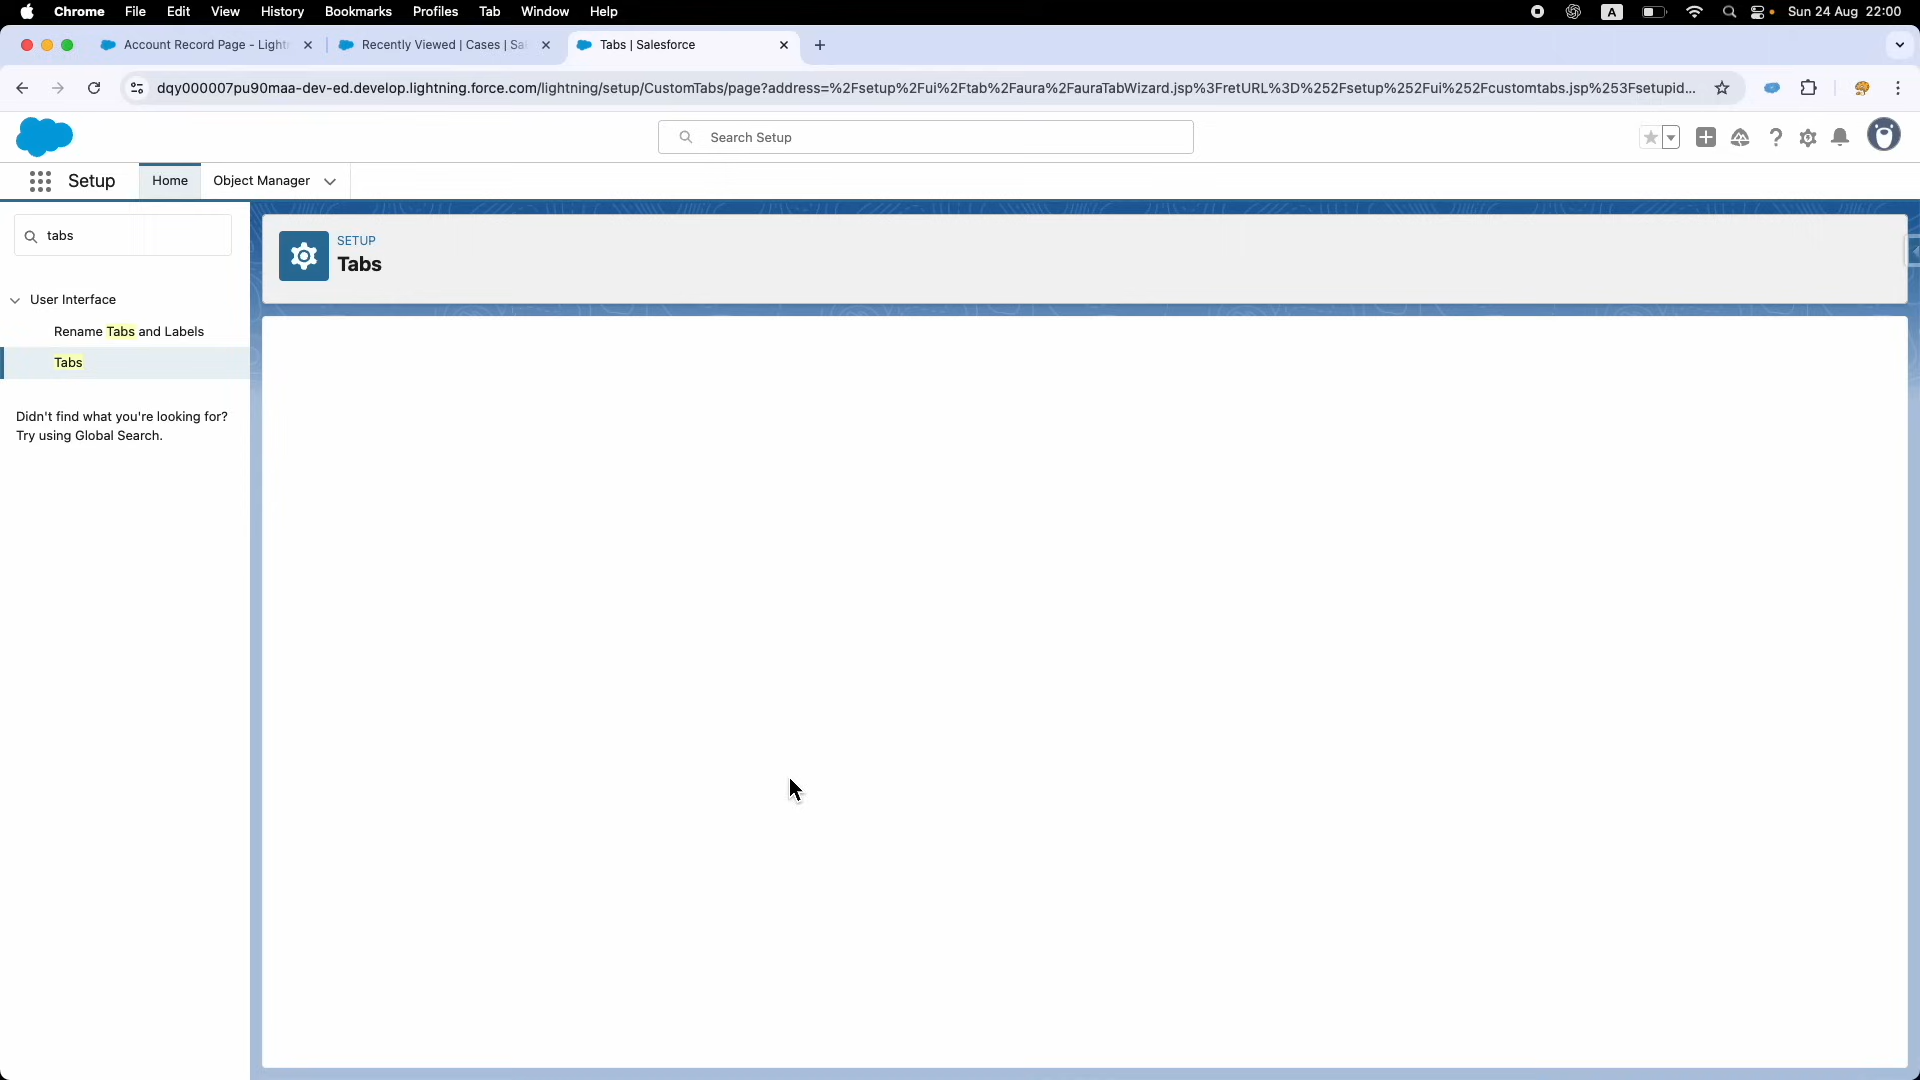 Chrome File Edit View History Bookmarks Profiles Tab Window Help A Sun 24 Aug 22:00
Account Record Page - Light Recently Viewed | Cases | Sa Tabs | Salesforce
dqy000007pu90maa-dev-ed.develop.lightning.force.com/lightning/setup/CustomTabs/page?address=%2Fsetup%2Fui%2Ftab%2Faura%2FauraTabWizard.jsp%3FretURL%3D%252Fsetup%252Fui%252Fcustomtabs.jsp%253Fsetupid...
Search Setup
Setup Home Object Manager
tabs
SETUP
Tabs
User Interface
Rename Tabs and Labels
Tabs
Didn't find what you're looking for?
Try using Global Search.